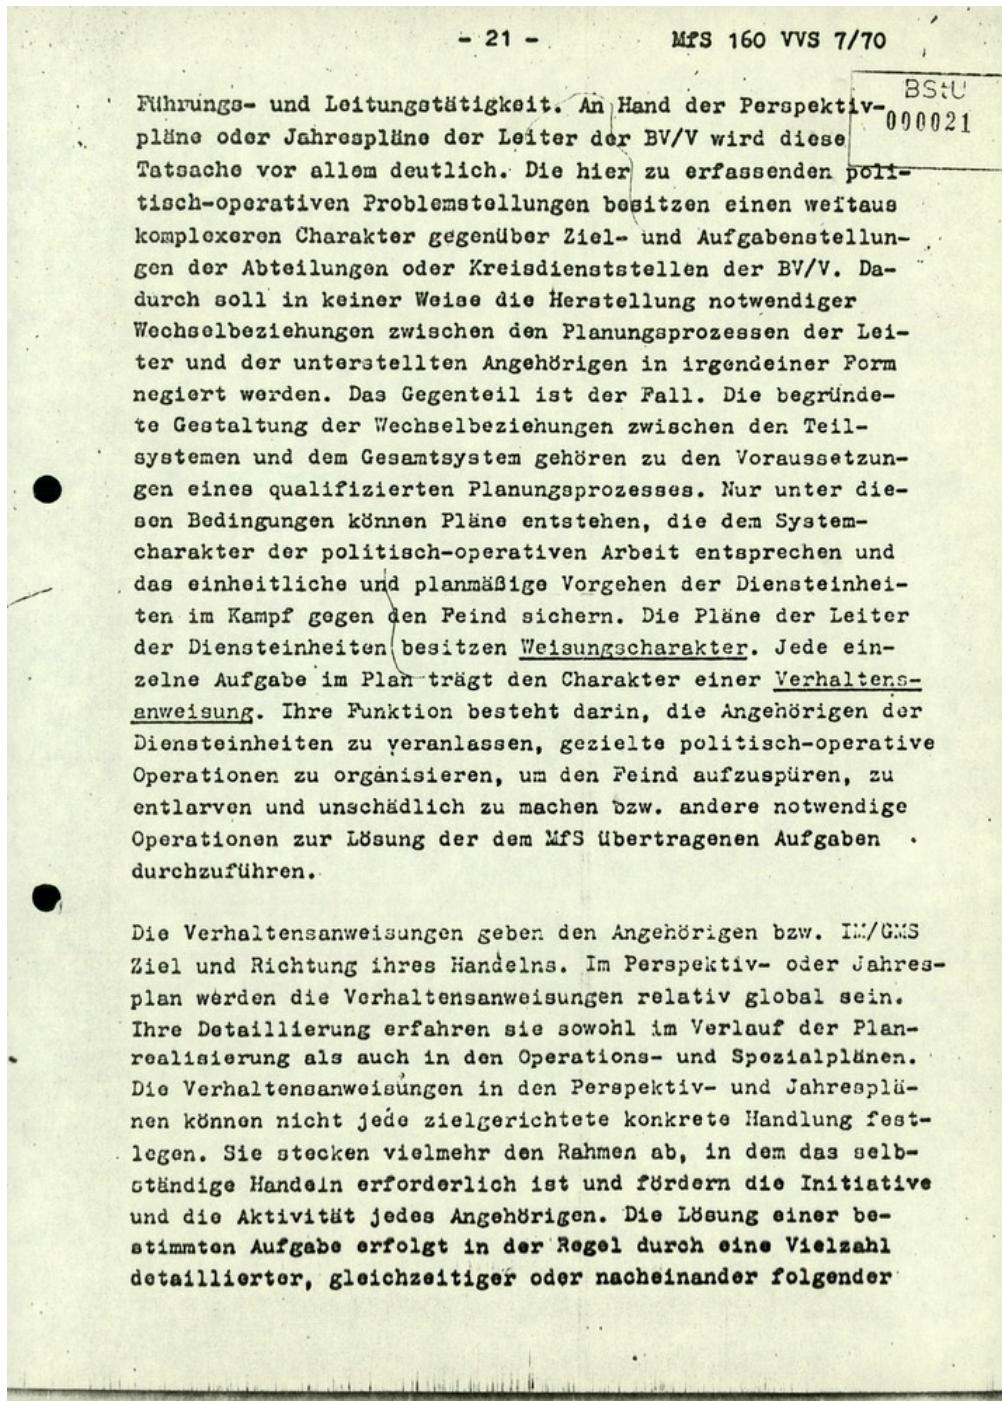 - 21 -
MfS 160 VVS 7/70
BStU
000021
Führungs- und Leitungstätigkeit. An Hand der Perspektiv-
pläne oder Jahrespläne der Leiter der BV/V wird diese
Tatsache vor allem deutlich. Die hier zu erfassenden poli-
tisch-operativen Problemstellungen besitzen einen weitaus
komplexeren Charakter gegenüber Ziel- und Aufgabenstellun-
gen der Abteilungen oder Kreisdienststellen der BV/V. Da-
durch soll in keiner Weise die Herstellung notwendiger
Wechselbeziehungen zwischen den Planungsprozessen der Lei-
ter und der unterstellten Angehörigen in irgendeiner Form
negiert werden. Das Gegenteil ist der Fall. Die begründe-
te Gestaltung der Wechselbeziehungen zwischen den Teil-
systemen und dem Gesamtsystem gehören zu den Voraussetzun-
gen eines qualifizierten Planungsprozesses. Nur unter die-
sen Bedingungen können Pläne entstehen, die dem System-
charakter der politisch-operativen Arbeit entsprechen und
das einheitliche und planmäßige Vorgehen der Diensteinhei-
ten im Kampf gegen den Feind sichern. Die Pläne der Leiter
der Diensteinheiten besitzen Weisungscharakter. Jede ein-
zelne Aufgabe im Plan trägt den Charakter einer Verhaltens-
anweisung. Ihre Funktion besteht darin, die Angehörigen der
Diensteinheiten zu veranlassen, gezielte politisch-operative
Operationen zu organisieren, um den Feind aufzuspüren, zu
entlarven und unschädlich zu machen bzw. andere notwendige
Operationen zur Lösung der dem MfS übertragenen Aufgaben
durchzuführen.
Die Verhaltensanweisungen geben den Angehörigen bzw. IM/GMS
Ziel und Richtung ihres Handelns. Im Perspektiv- oder Jahres-
plan werden die Verhaltensanweisungen relativ global sein.
Ihre Detaillierung erfahren sie sowohl im Verlauf der Plan-
realisierung als auch in den Operations- und Spezialplänen.
Die Verhaltensanweisungen in den Perspektiv- und Jahresplä-
nen können nicht jede zielgerichtete konkrete Handlung fest-
legen. Sie stecken vielmehr den Rahmen ab, in dem das selb-
ständige Handeln erforderlich ist und fördern die Initiative
und die Aktivität jedes Angehörigen. Die Lösung einer be-
stimmten Aufgabe erfolgt in der Regel durch eine Vielzahl
detaillierter, gleichzeitiger oder nacheinander folgender